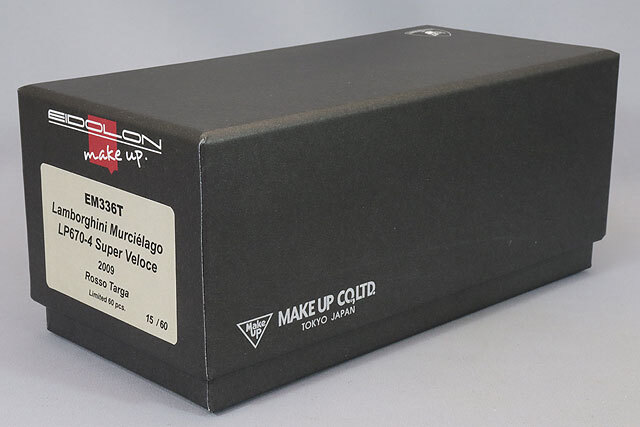 EIDOLON
make up.
EM336T
Lamborghini Murciélago
LP670-4 Super Veloce
2009
Rosso Targa
Limited 60 pcs.
15 / 60
Make
UP
MAKE UP CO.,LTD.
TOKYO JAPAN